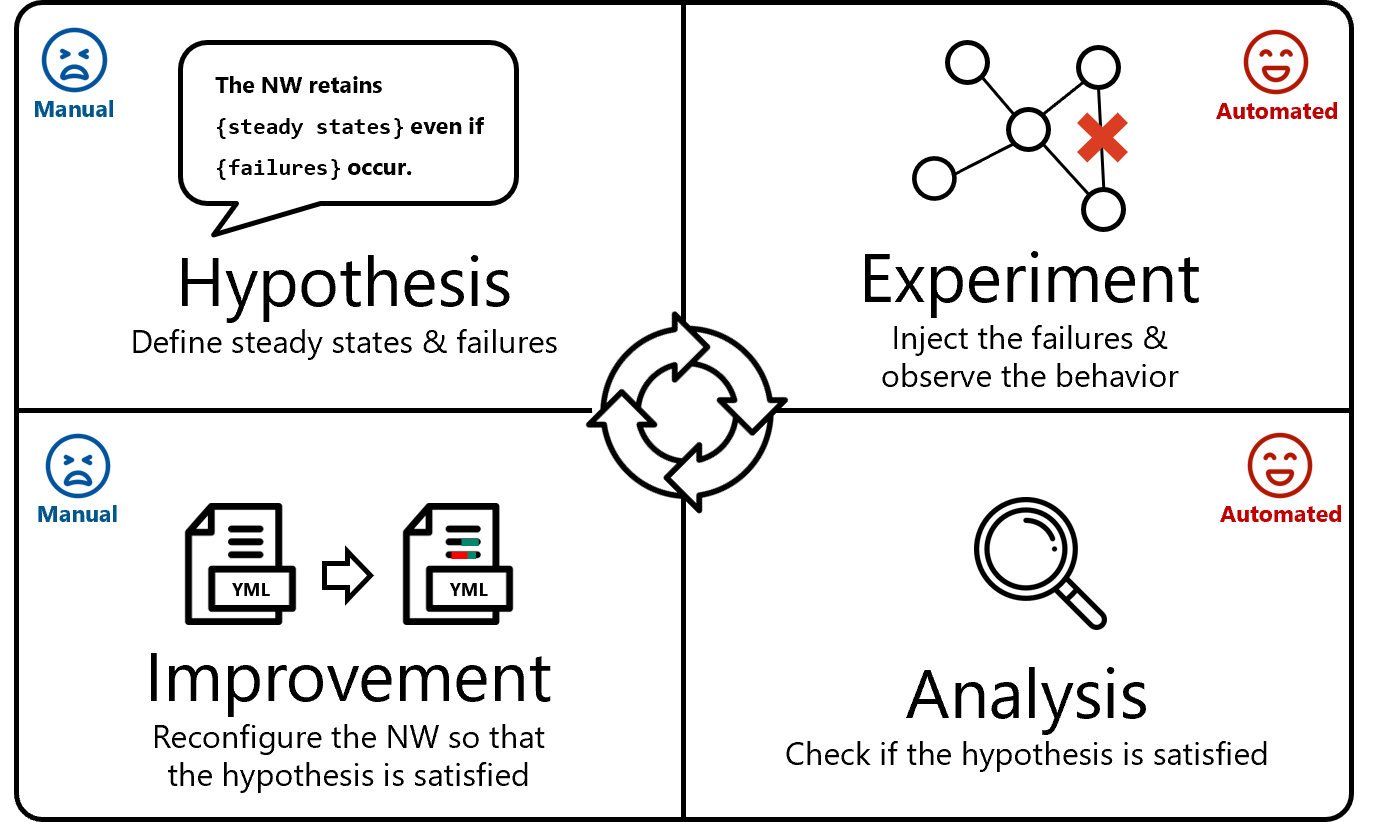 Manual
The NW retains
{steady states} even if
{failures} occur.
Hypothesis
Define steady states & failures
Automated
Experiment
Inject the failures &
observe the behavior
Manual
YML
YML
Improvement
Reconfigure the NW so that
the hypothesis is satisfied
Automated
Analysis
Check if the hypothesis is satisfied